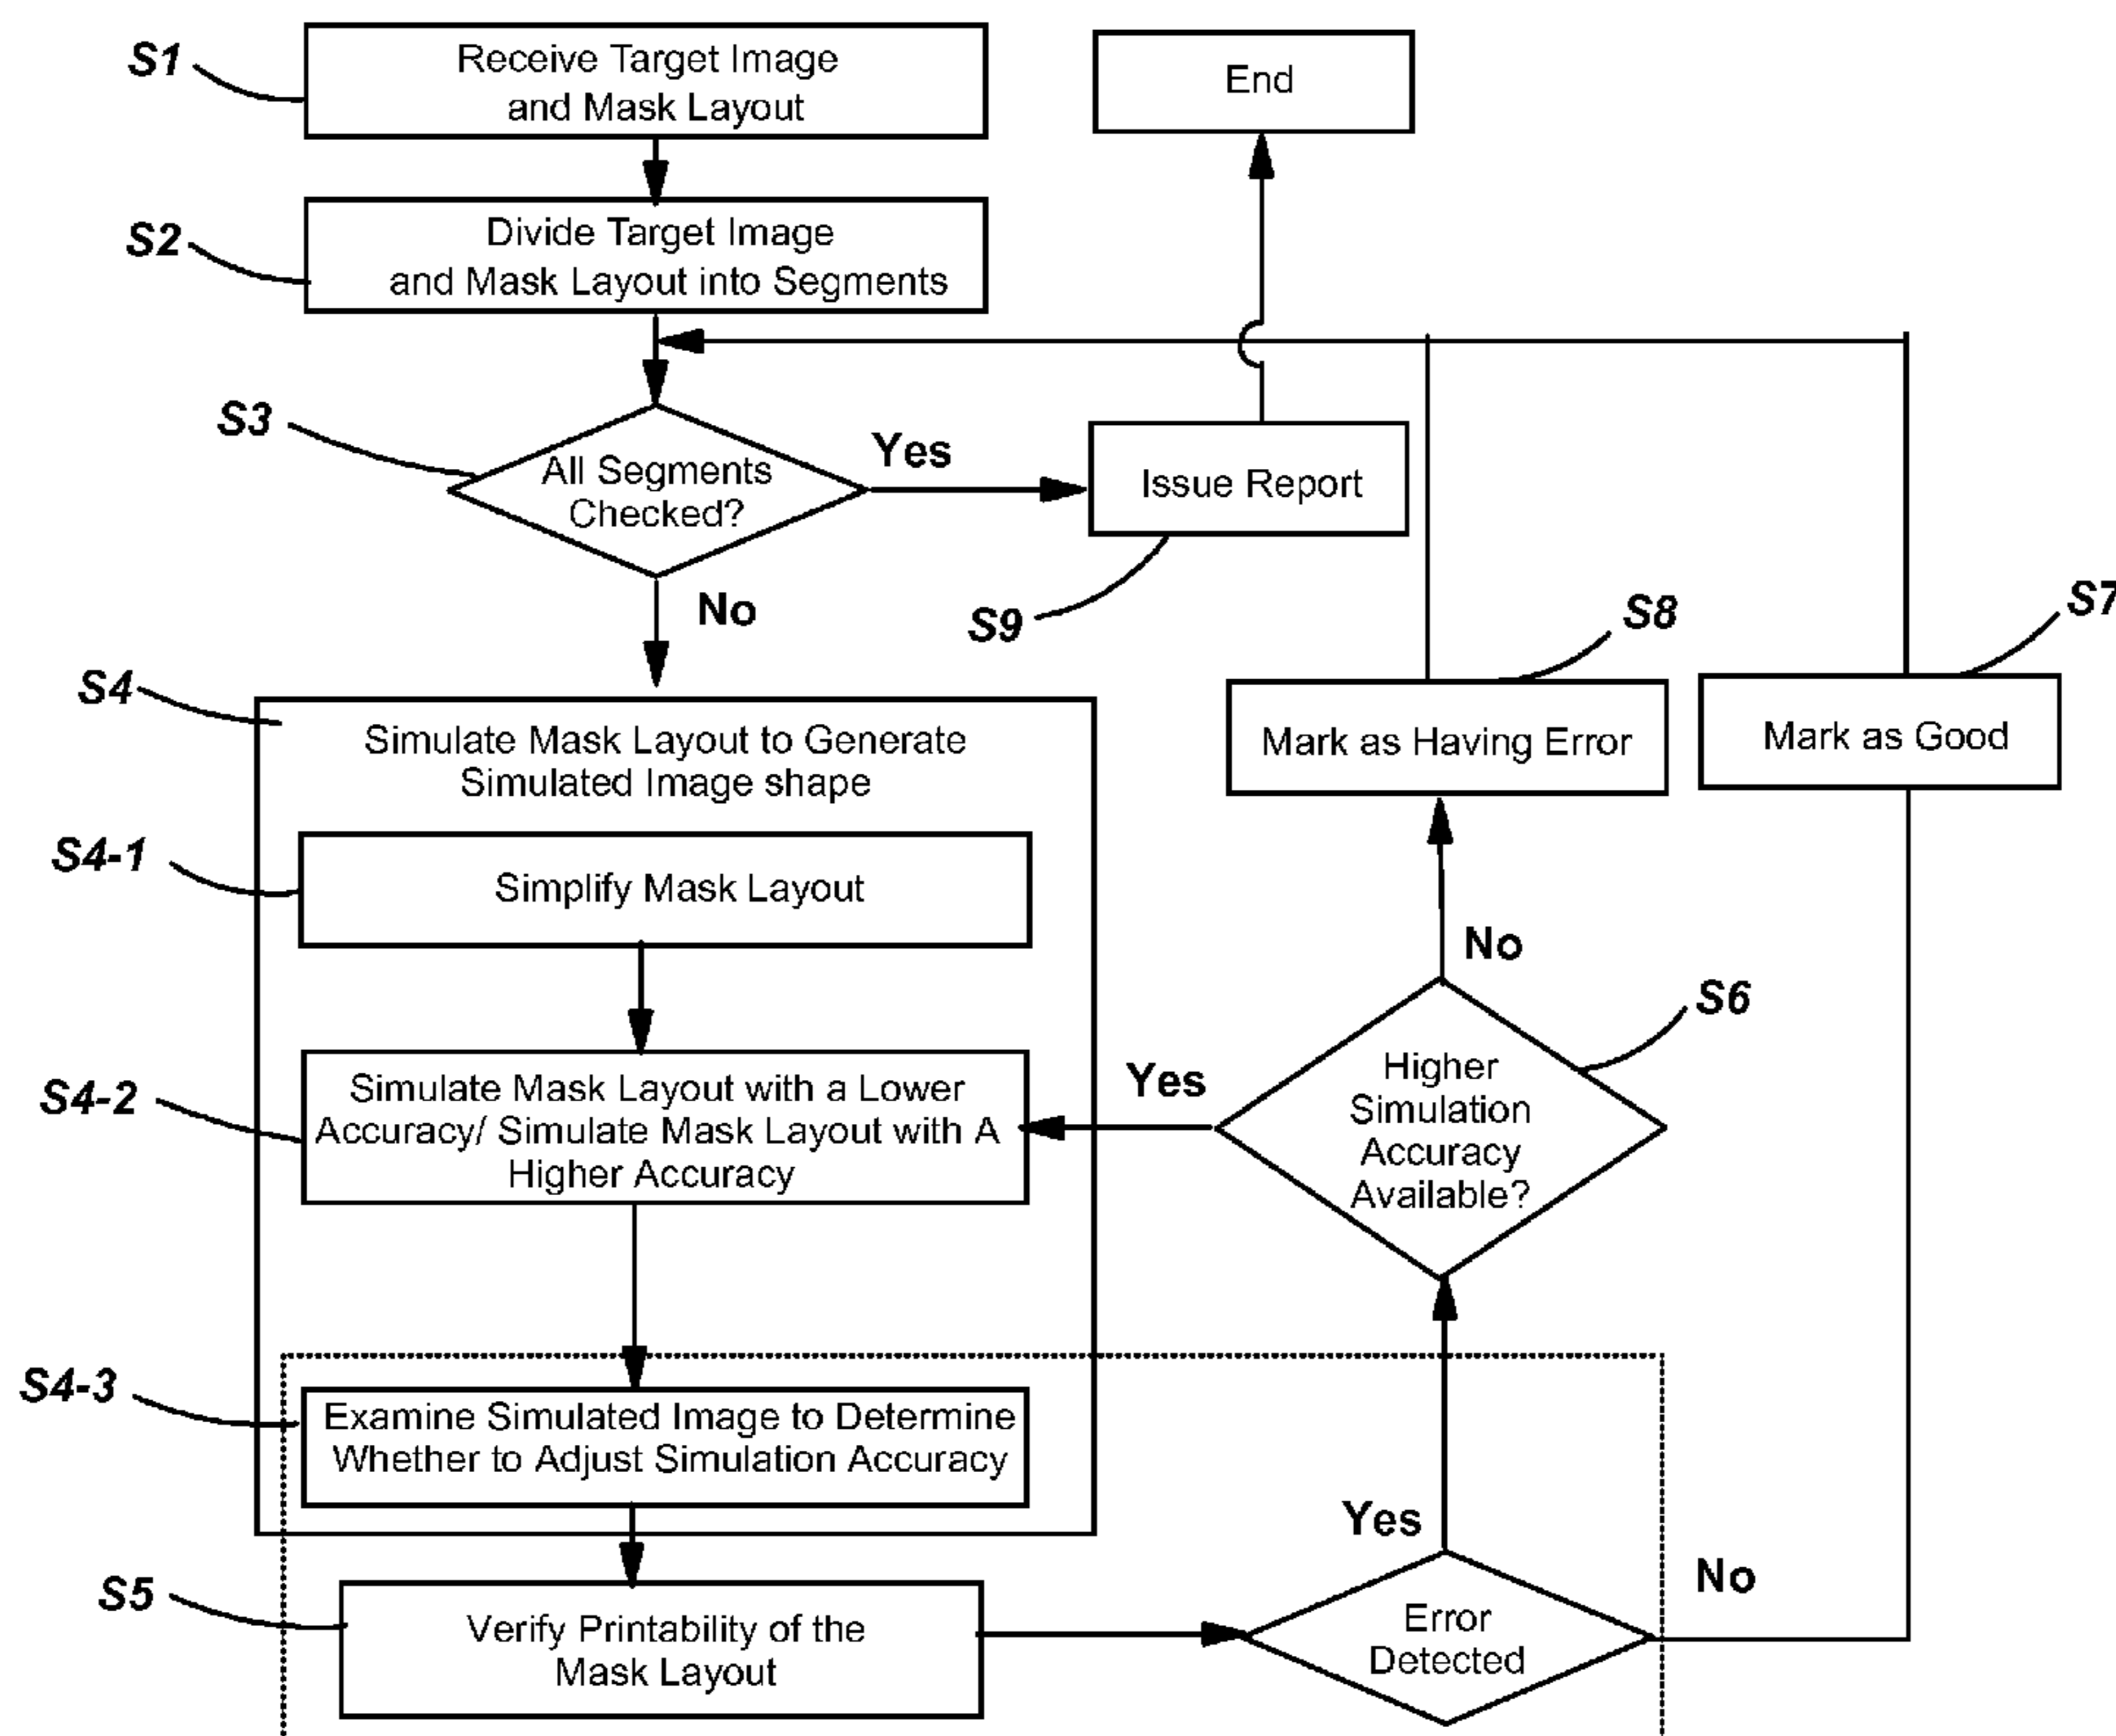 S1
Receive Target Image
and Mask Layout
End
S2
Divide Target Image
and Mask Layout into Segments
S3
All Segments
Checked?
Yes
Issue Report
S9
No
S8
S7
S4
Simulate Mask Layout to Generate
Simulated Image shape
Mark as Having Error
Mark as Good
S4-1
Simplify Mask Layout
No
S6
Higher
Simulation
Accuracy
Available?
Yes
S4-2
Simulate Mask Layout with a Lower
Accuracy/ Simulate Mask Layout with A
Higher Accuracy
S4-3
Examine Simulated Image to Determine
Whether to Adjust Simulation Accuracy
Yes
No
S5
Verify Printability of the
Mask Layout
Error
Detected